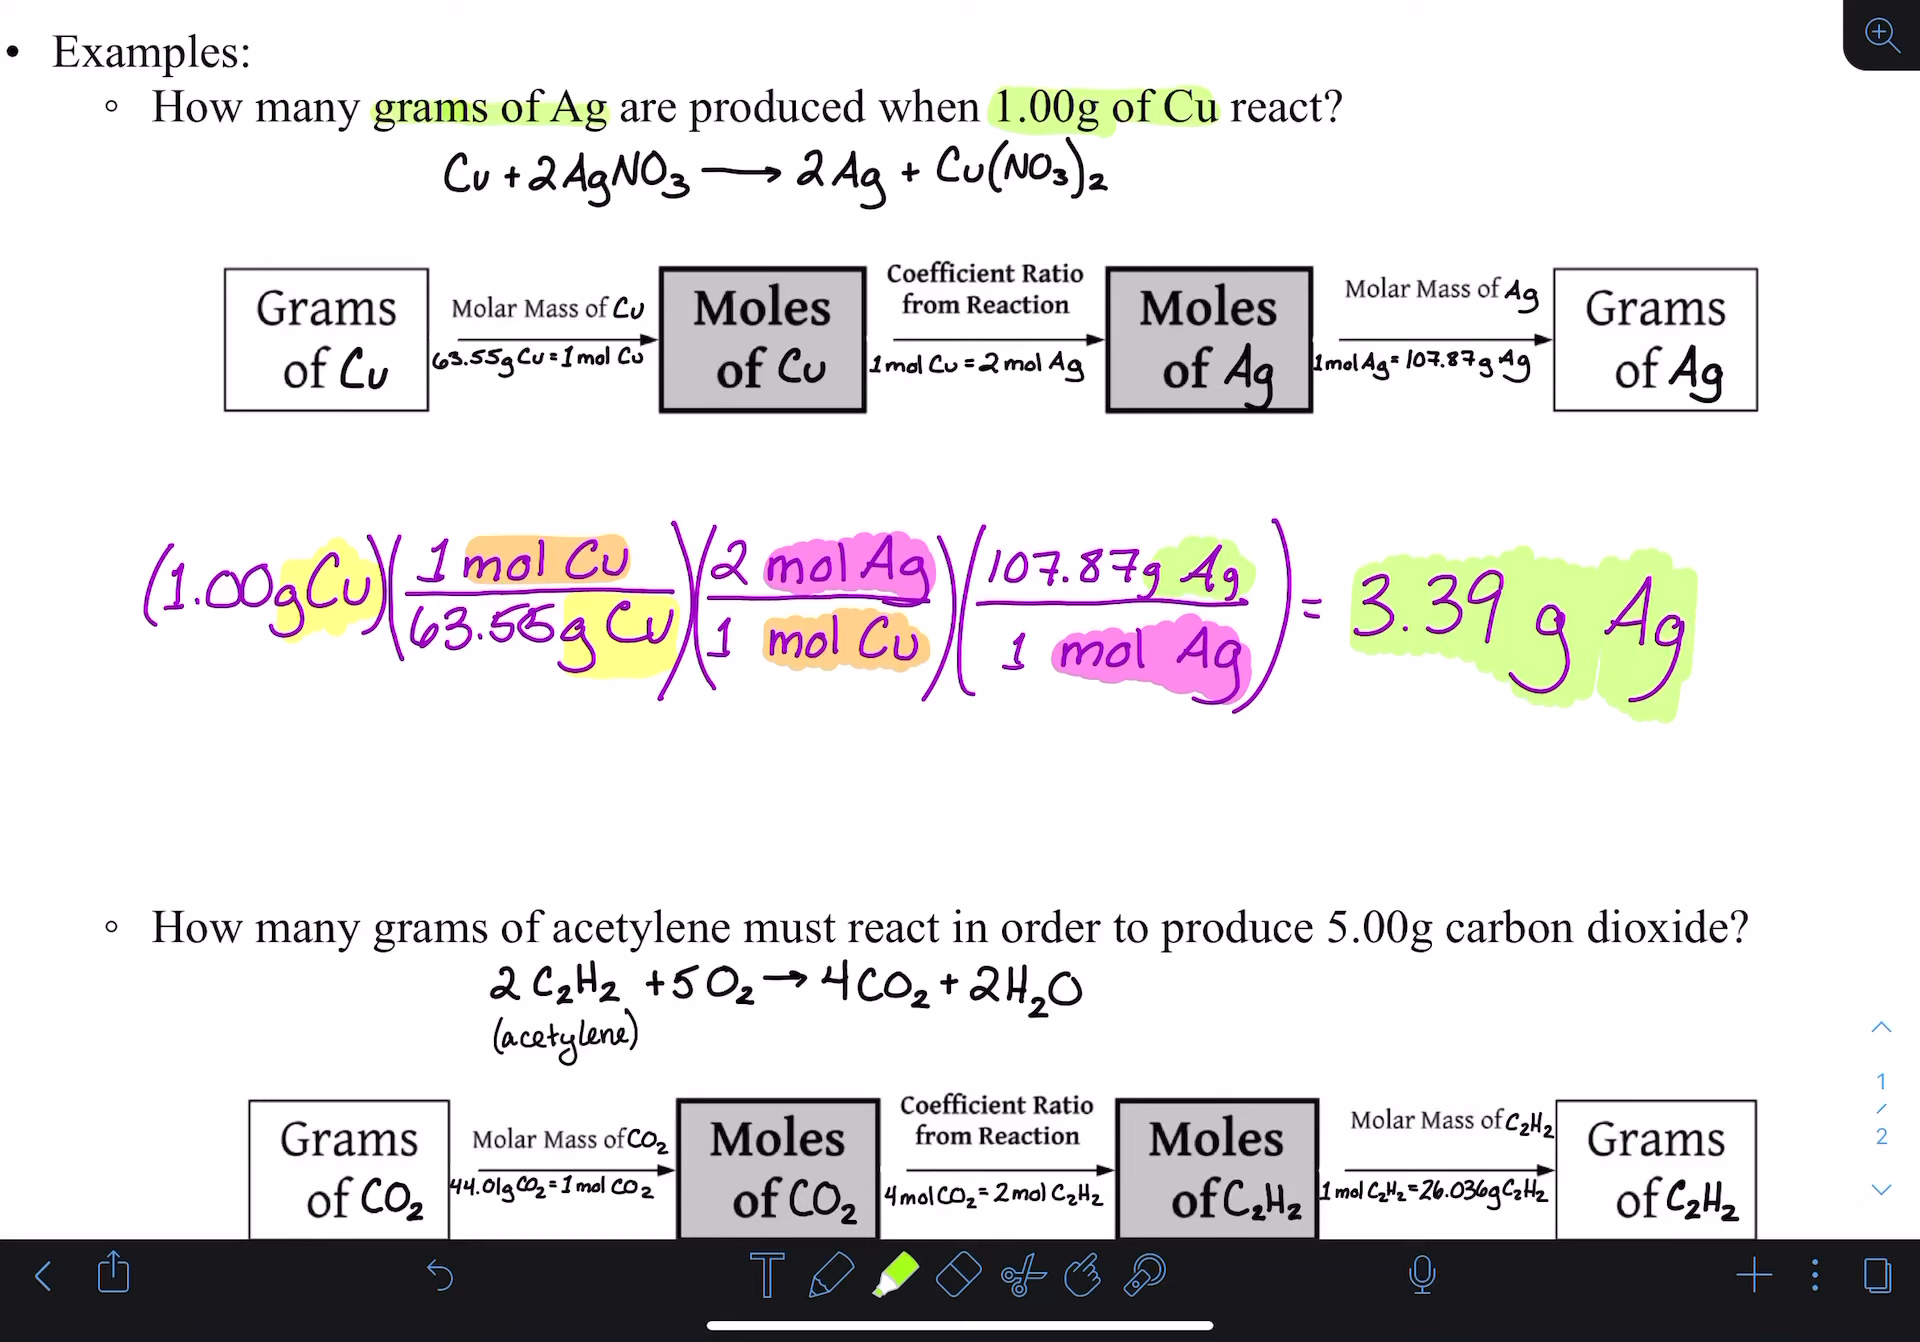 • Examples:
◦ How many grams of Ag are produced when 1.00g of Cu react?
Cu + 2AgNO₃ ⟶ 2Ag + Cu(NO₃)₂
Grams of Cu
Molar Mass of Cu
63.55g Cu = 1 mol Cu
Moles of Cu
Coefficient Ratio
from Reaction
1 mol Cu = 2 mol Ag
Moles of Ag
Molar Mass of Ag
1 mol Ag = 107.87g Ag
Grams of Ag
(1.00g Cu)(1 mol Cu / 63.55g Cu)(2 mol Ag / 1 mol Cu)(107.87g Ag / 1 mol Ag) = 3.39 g Ag
◦ How many grams of acetylene must react in order to produce 5.00g carbon dioxide?
2 C₂H₂ + 5 O₂ → 4CO₂ + 2H₂O
(acetylene)
Grams of CO₂
Molar Mass of CO₂
44.01g CO₂ = 1 mol CO₂
Moles of CO₂
Coefficient Ratio
from Reaction
4 mol CO₂ = 2 mol C₂H₂
Moles of C₂H₂
Molar Mass of C₂H₂
1 mol C₂H₂ = 26.036g C₂H₂
Grams of C₂H₂
1
/
2
T